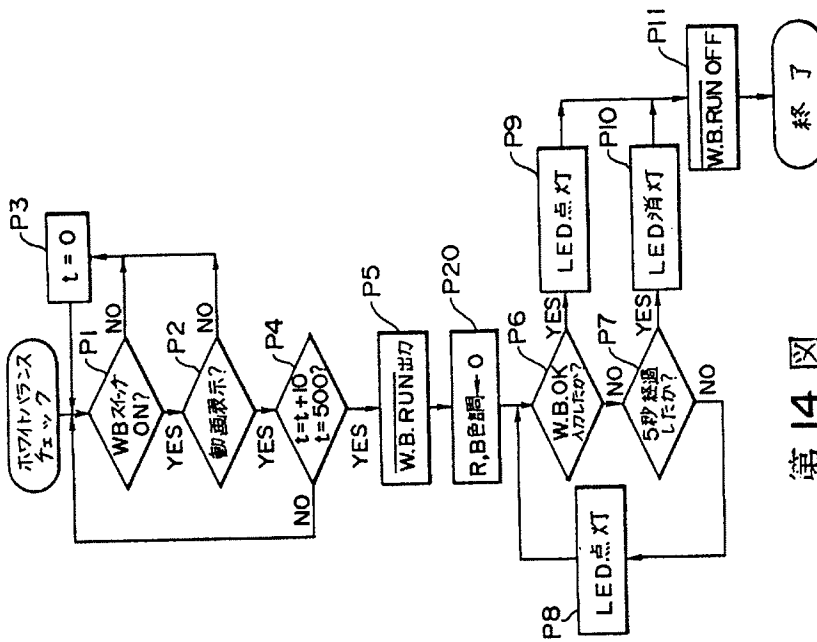 ホワイトバランス
チェック
P1
WBスイッチ
ON?
NO
YES
P3
t=0
P2
動画表示?
NO
YES
P4
t=t+10
t=500?
NO
YES
P5
W.B.RUN出力
P20
R,B色調←0
P6
W.B.OK
入力したか?
YES
NO
P9
LED点灯
P7
5秒経過
したか?
YES
NO
P10
LED消灯
P8
LED点灯
P11
W.B.RUN OFF
終了
第14図